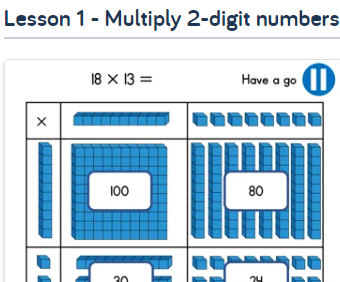 Lesson 1 - Multiply 2-digit numbers
18 × 13 =
Have a go
×
100
80
30
24